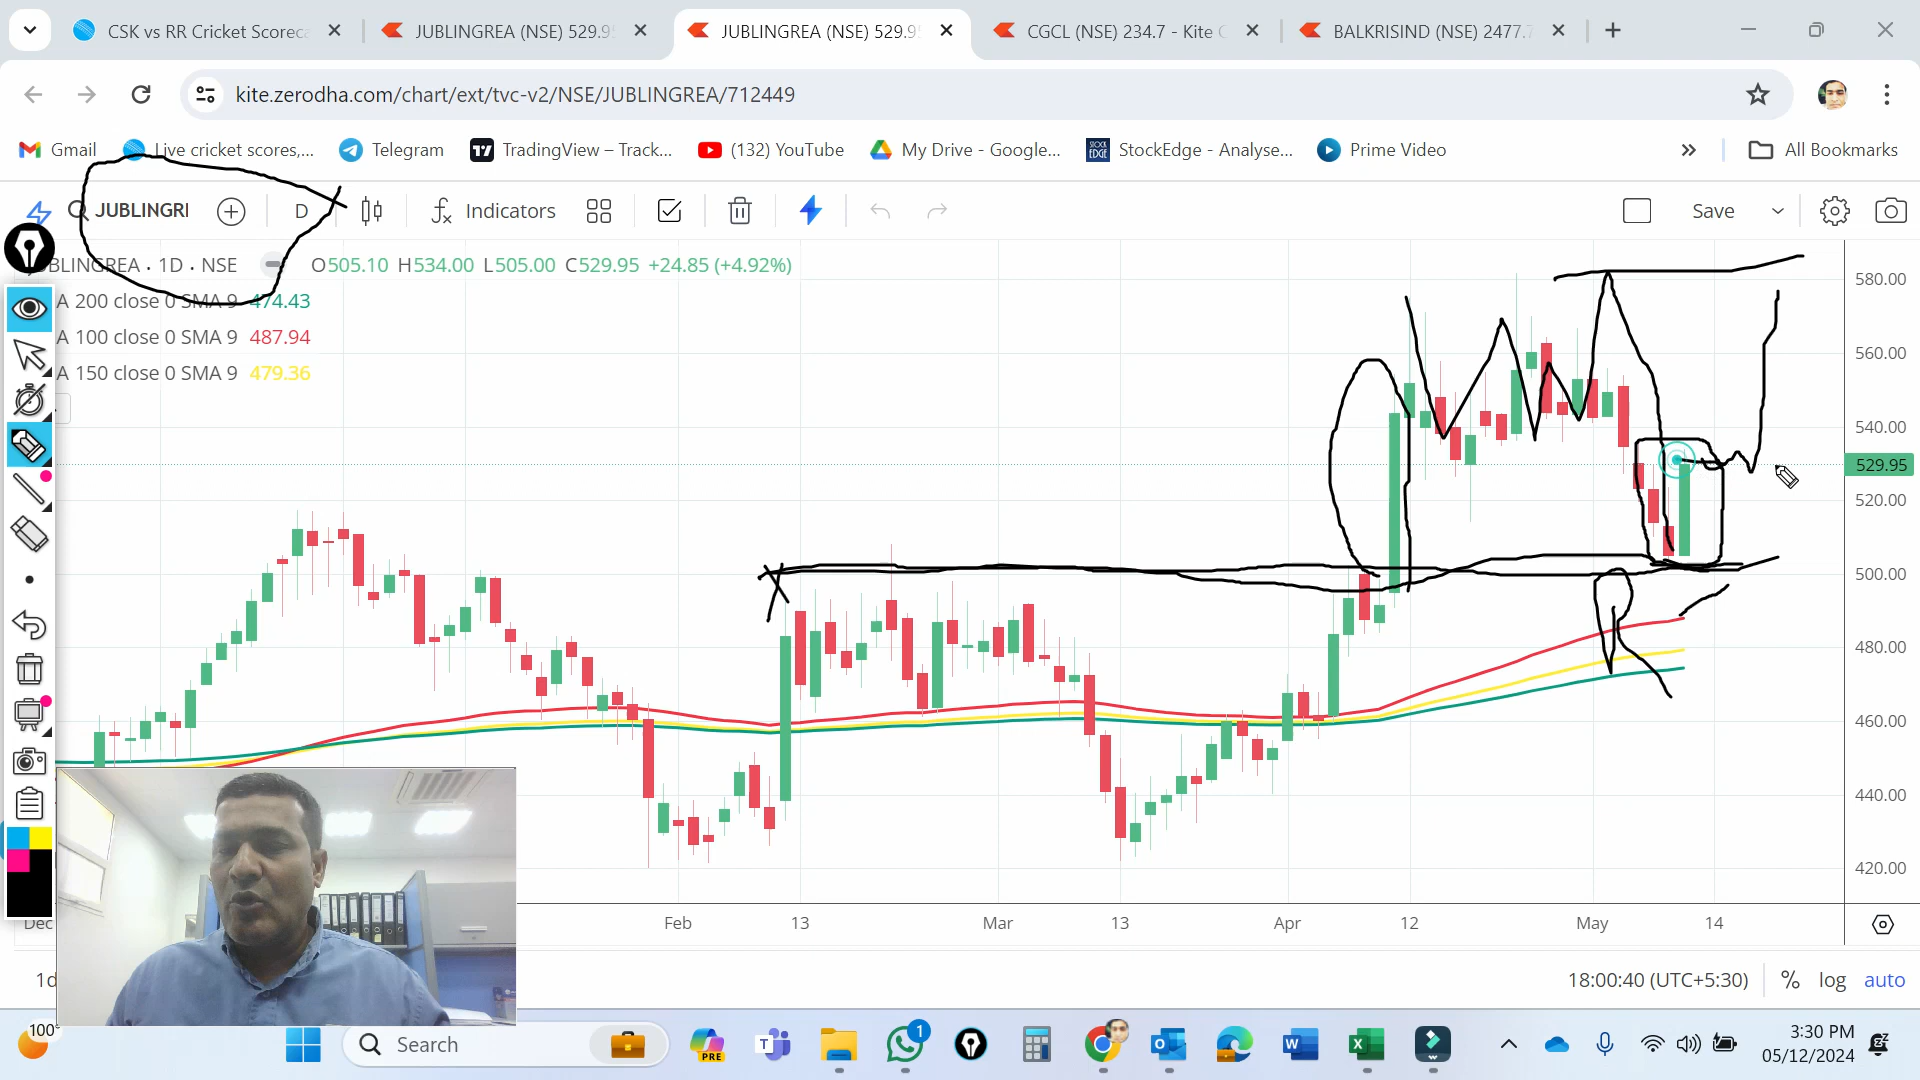 CSK vs RR Cricket Scoreca
JUBLINGREA (NSE) 529.9
JUBLINGREA (NSE) 529.9
CGCL (NSE) 234.7 - Kite C
BALKRISIND (NSE) 2477.7
kite.zerodha.com/chart/ext/tvc-v2/NSE/JUBLINGREA/712449
Gmail
Live cricket scores,...
Telegram
TradingView – Track...
(132) YouTube
My Drive - Google...
STOCK EDGE
StockEdge - Analyse...
Prime Video
All Bookmarks
JUBLINGRI
D
Indicators
Save
BLINGREA · 1D · NSE
O505.10 H534.00 L505.00 C529.95 +24.85 (+4.92%)
A 200 close 0 SMA 9 474.43
A 100 close 0 SMA 9 487.94
A 150 close 0 SMA 9 479.36
580.00
560.00
540.00
529.95
520.00
500.00
480.00
460.00
440.00
420.00
Dec
Feb
13
Mar
13
Apr
12
May
14
1d
18:00:40 (UTC+5:30)
%
log
auto
100°
Search
PRE
1
3:30 PM
05/12/2024